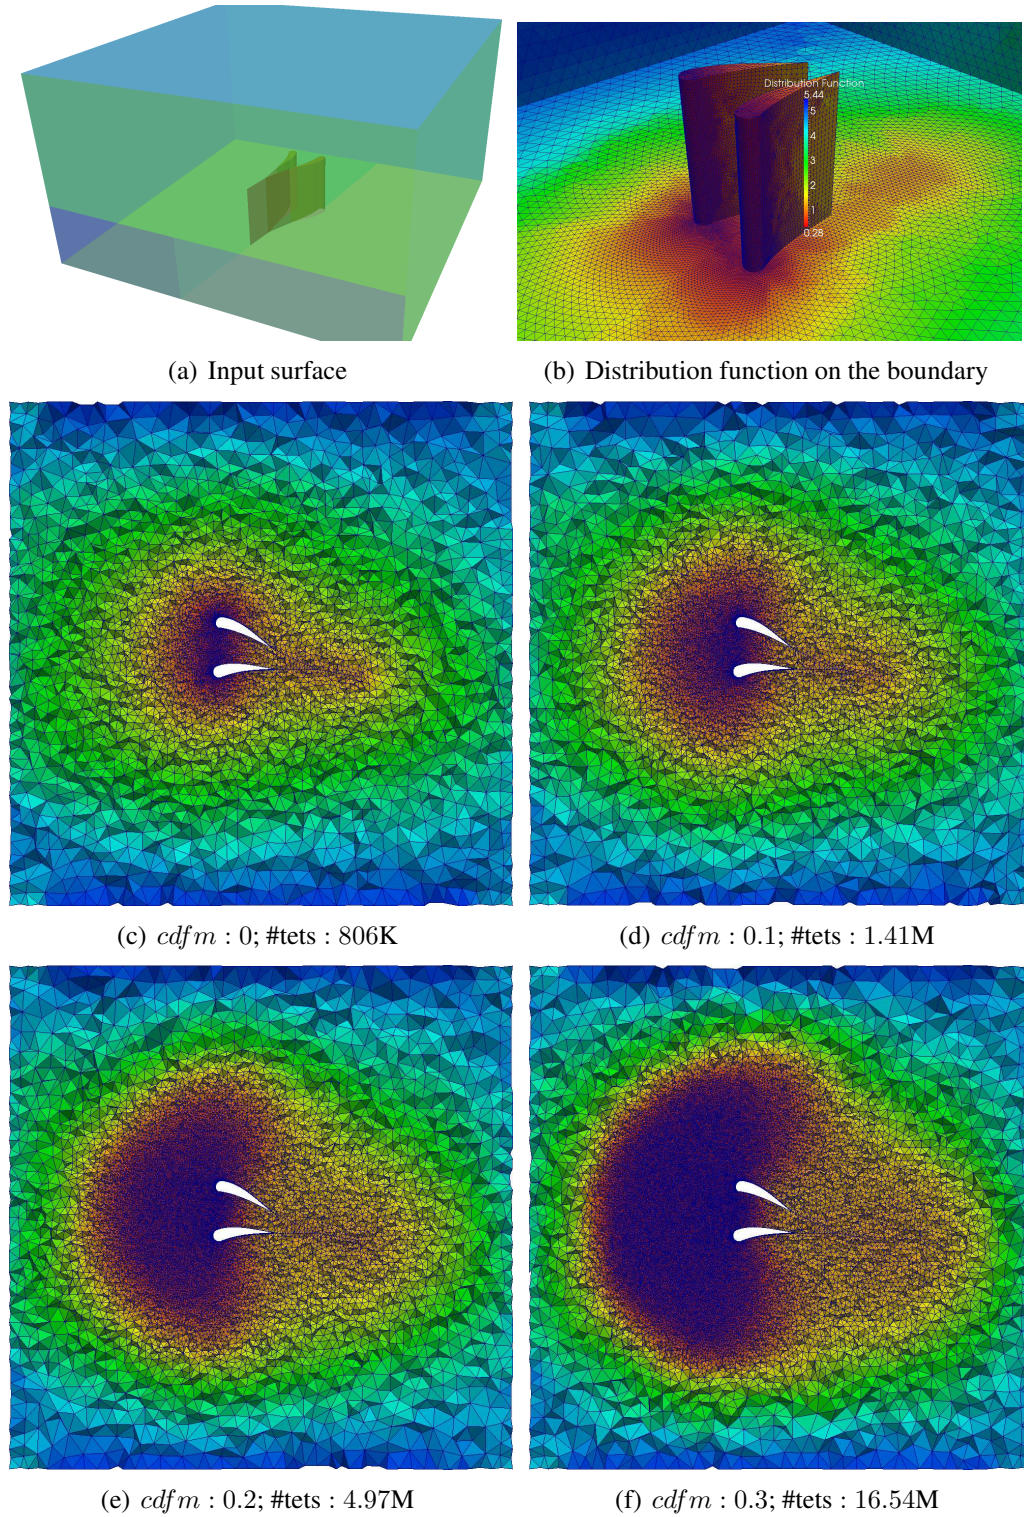 Distribution Function
5.44
5
4
3
2
1
0.28
(a) Input surface
(b) Distribution function on the boundary
(c) cdfm : 0; #tets : 806K
(d) cdfm : 0.1; #tets : 1.41M
(e) cdfm : 0.2; #tets : 4.97M
(f) cdfm : 0.3; #tets : 16.54M